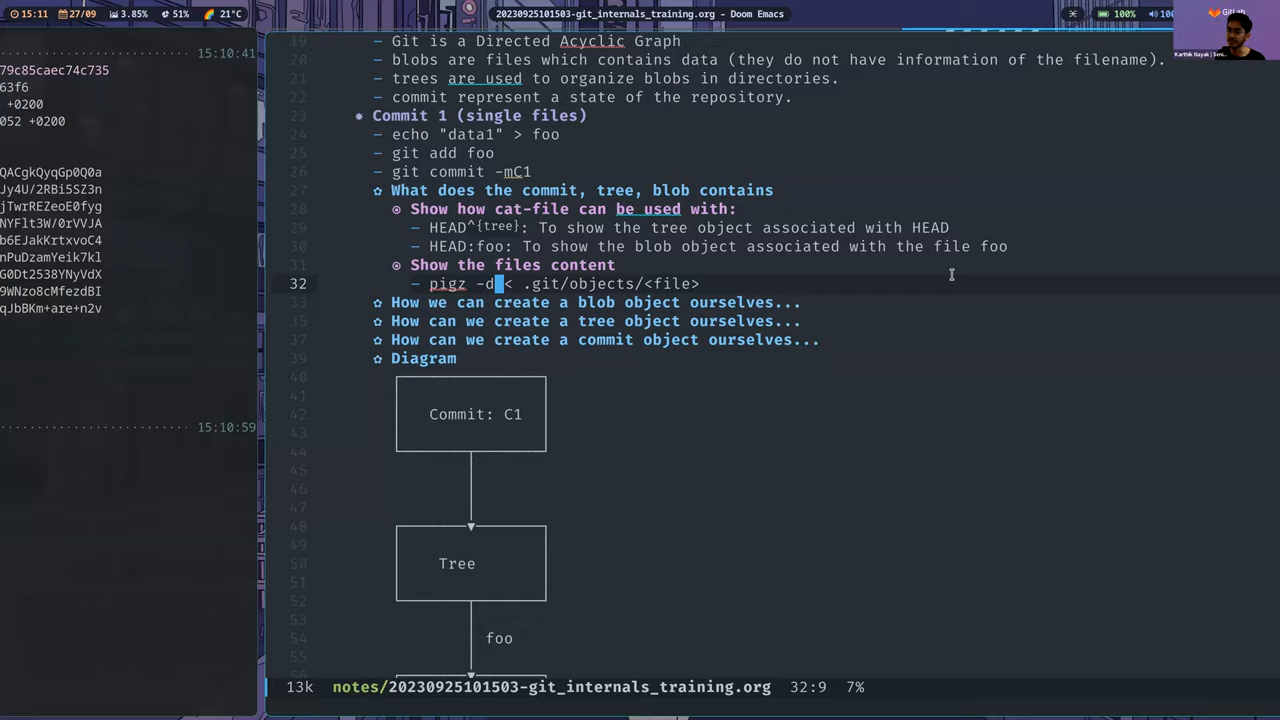 15:11 27/09 3.85% 51% 21°C
20230925101503-git_internals_training.org - Doom Emacs
100%
GitLab
Karthik Nayak
15:10:41
79c85caec74c735
63f6
+0200
052 +0200
QACgkQyqGp0Q0a
Jy4U/2RBi5SZ3n
jTwrREZeoE0fyg
NYFlt3W/0rVVJA
b6EJakKrtxvoC4
nPuDzamYeik7kl
G0Dt2538YNyVdX
9WNzo8cMfezdBI
qJbBKm+are+n2v
15:10:59
19 – Git is a Directed Acyclic Graph
20 – blobs are files which contains data (they do not have information of the filename).
21 – trees are used to organize blobs in directories.
22 – commit represent a state of the repository.
23 Commit 1 (single files)
24 – echo "data1" > foo
25 – git add foo
26 – git commit -mC1
27 What does the commit, tree, blob contains
28 Show how cat-file can be used with:
29 – HEAD^{tree}: To show the tree object associated with HEAD
30 – HEAD:foo: To show the blob object associated with the file foo
31 Show the files content
32 – pigz -d < .git/objects/<file>
33 How we can create a blob object ourselves...
35 How can we create a tree object ourselves...
37 How can we create a commit object ourselves...
39 Diagram
40
41
42 Commit: C1
43
44
45
46
47
48
49
50 Tree
51
52
53
54 foo
55
56
13k notes/20230925101503-git_internals_training.org 32:9 7%